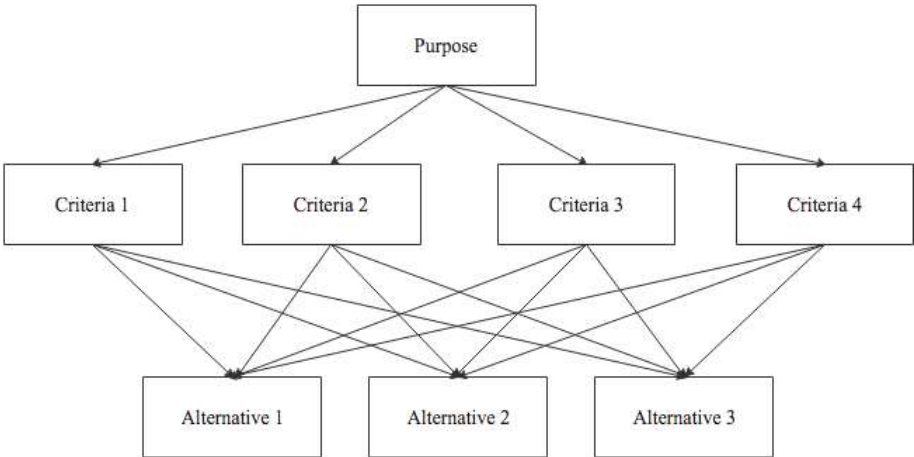 Purpose
Criteria 1
Criteria 2
Criteria 3
Criteria 4
Alternative 1
Alternative 2
Alternative 3